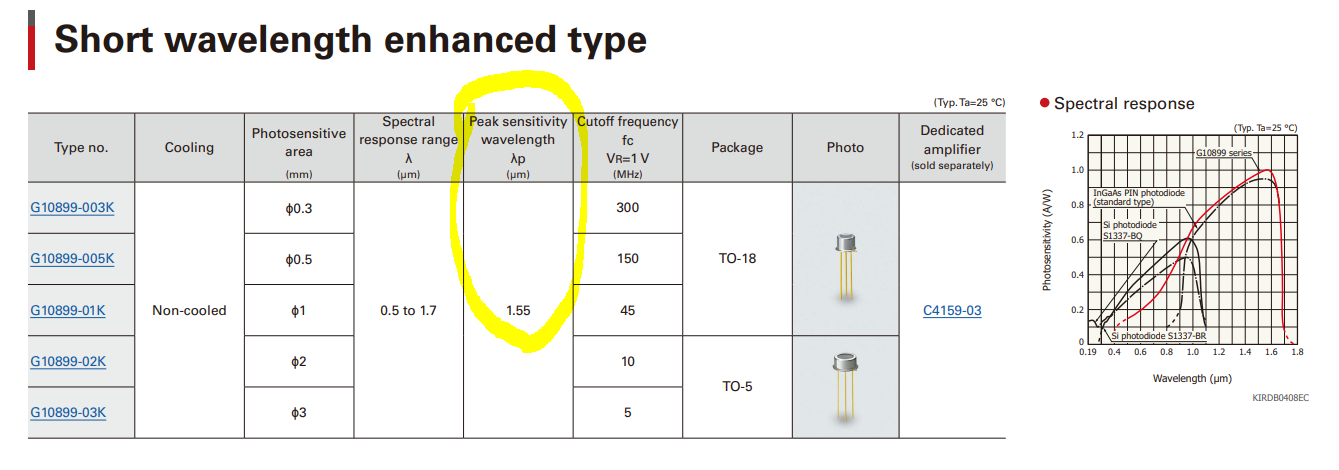 Short wavelength enhanced type
(Typ. Ta=25 °C)
Type no.
Cooling
Photosensitive
area
(mm)
Spectral
response range
λ
(μm)
Peak sensitivity
wavelength
λp
(μm)
Cutoff frequency
fc
VR=1 V
(MHz)
Package
Photo
Dedicated
amplifier
(sold separately)
G10899-003K
ϕ0.3
300
G10899-005K
ϕ0.5
150
TO-18
G10899-01K
Non-cooled
ϕ1
0.5 to 1.7
1.55
45
C4159-03
G10899-02K
ϕ2
10
TO-5
G10899-03K
ϕ3
5
● Spectral response
(Typ. Ta=25 °C)
Photosensitivity (A/W)
1.2
1.0
0.8
0.6
0.4
0.2
0
G10899 series
InGaAs PIN photodiode
(standard type)
Si photodiode
S1337-BQ
Si photodiode S1337-BR
0.19 0.4 0.6 0.8 1.0 1.2 1.4 1.6 1.8
Wavelength (μm)
KIRDB0408EC